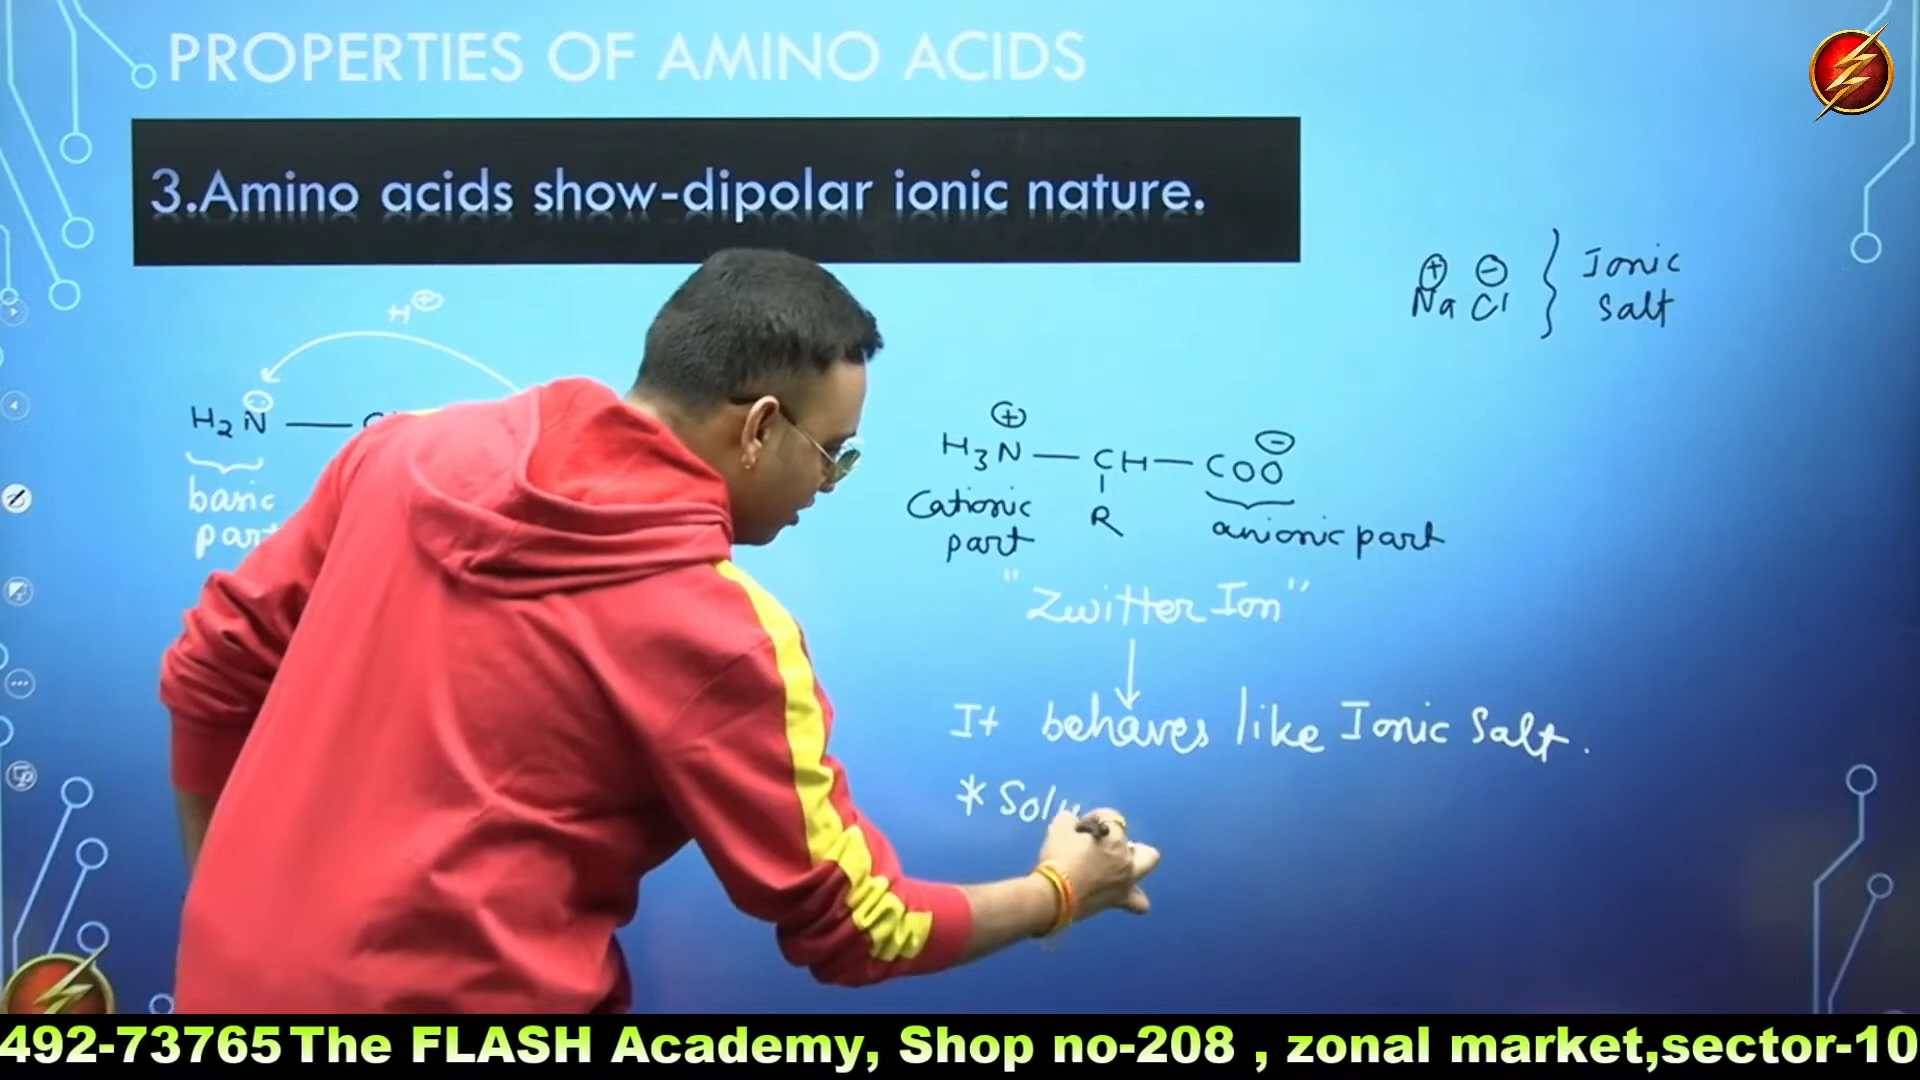 PROPERTIES OF AMINO ACIDS
3.Amino acids show-dipolar ionic nature.
⊕ ⊖
Na Cl } Ionic
salt
H⊕
H₂N̈ —
basic
part
⊕
H₃N — CH — COO⊖
R
Cationic
part
anionic part
"Zwitter Ion"
It behaves like Ionic Salt.
* Solu
492-73765 The FLASH Academy, Shop no-208 , zonal market,sector-10